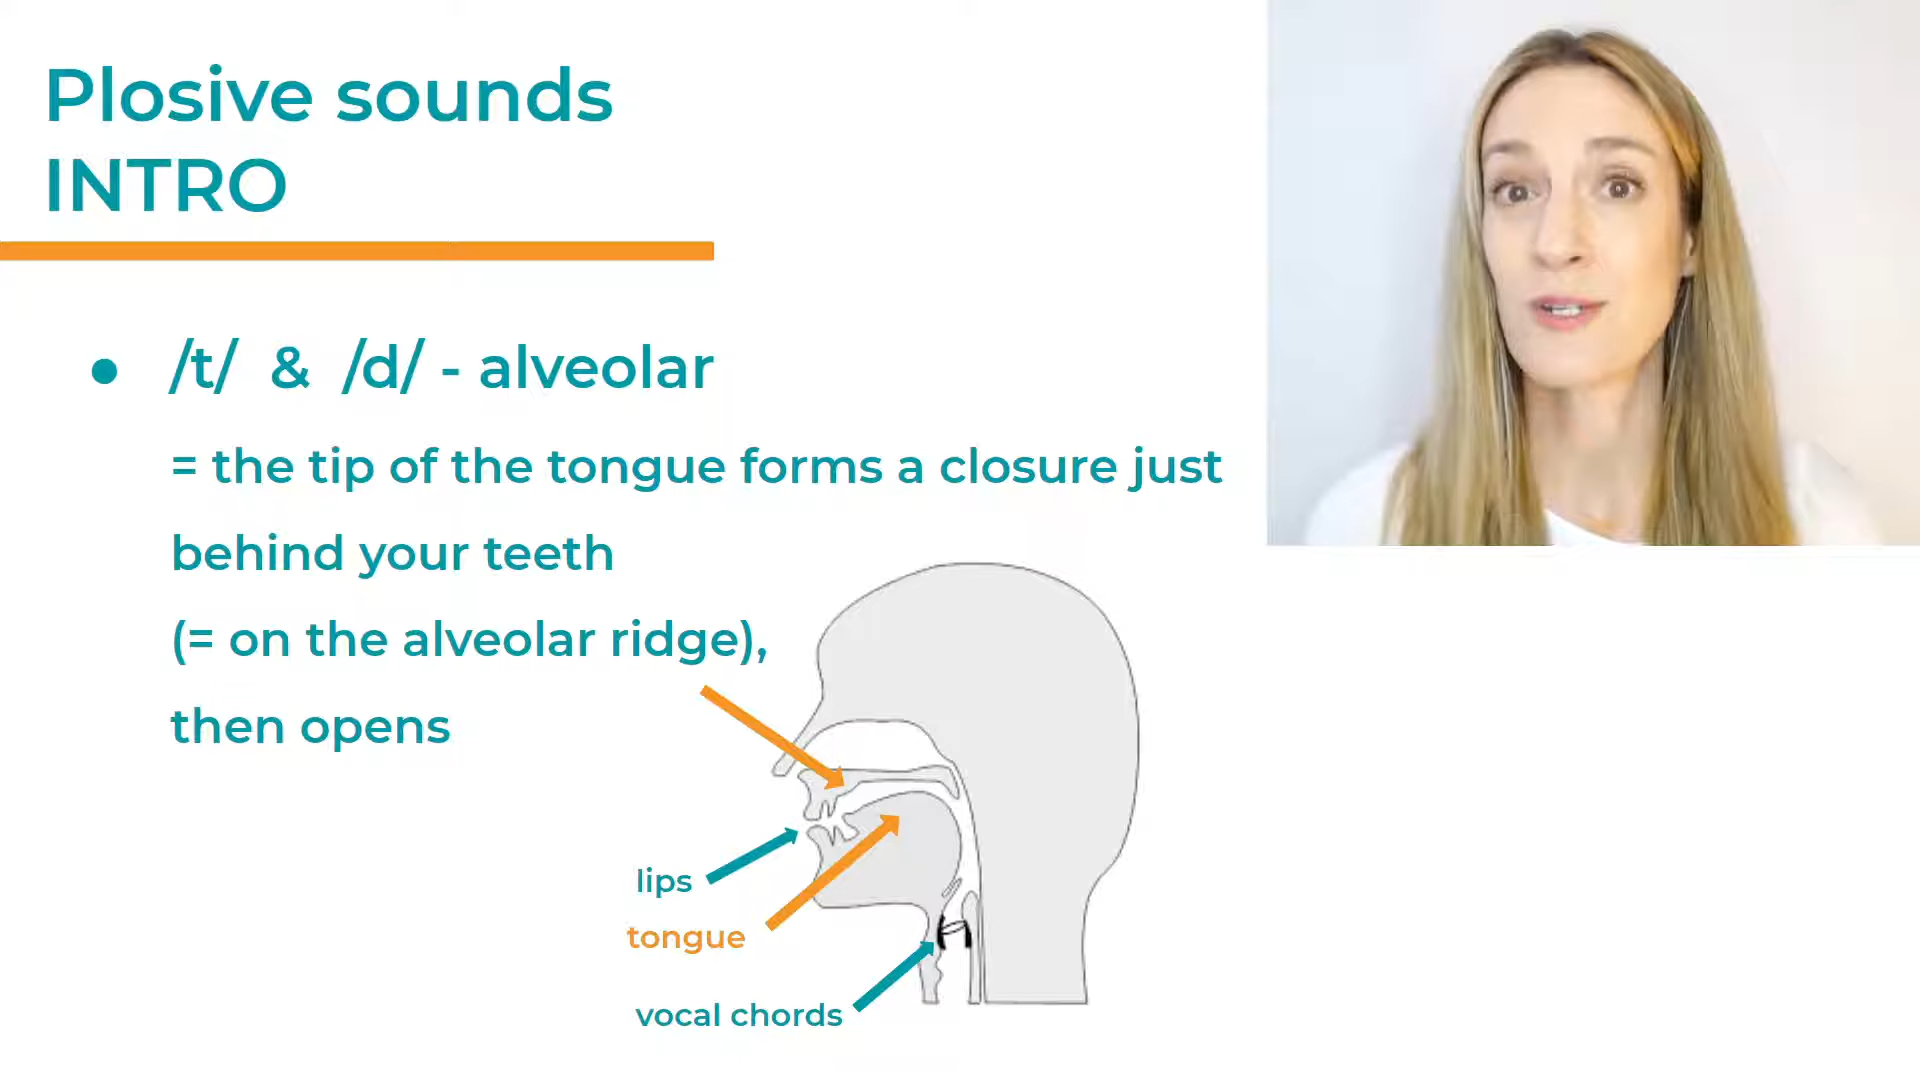 Plosive sounds
INTRO
● /t/ & /d/ - alveolar
= the tip of the tongue forms a closure just
behind your teeth
(= on the alveolar ridge),
then opens
lips
tongue
vocal chords